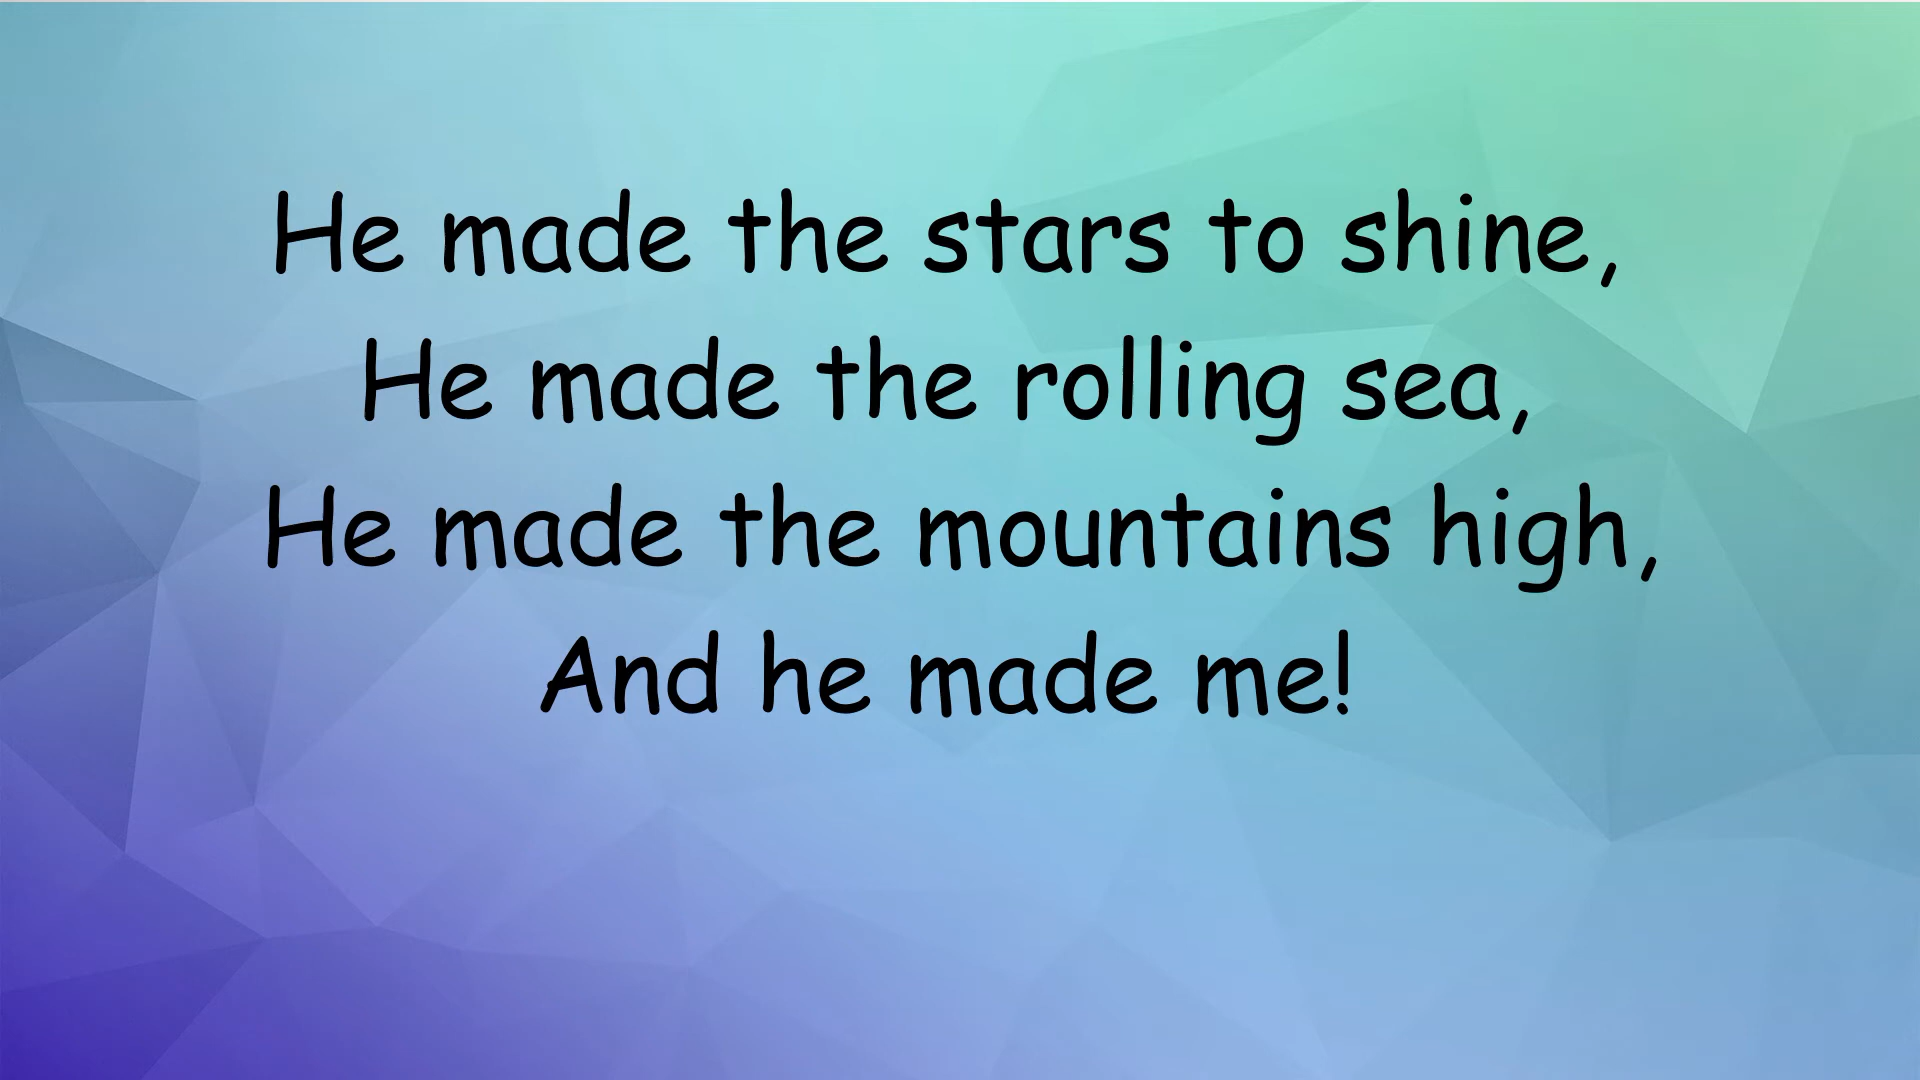 He made the stars to shine,
He made the rolling sea,
He made the mountains high,
And he made me!